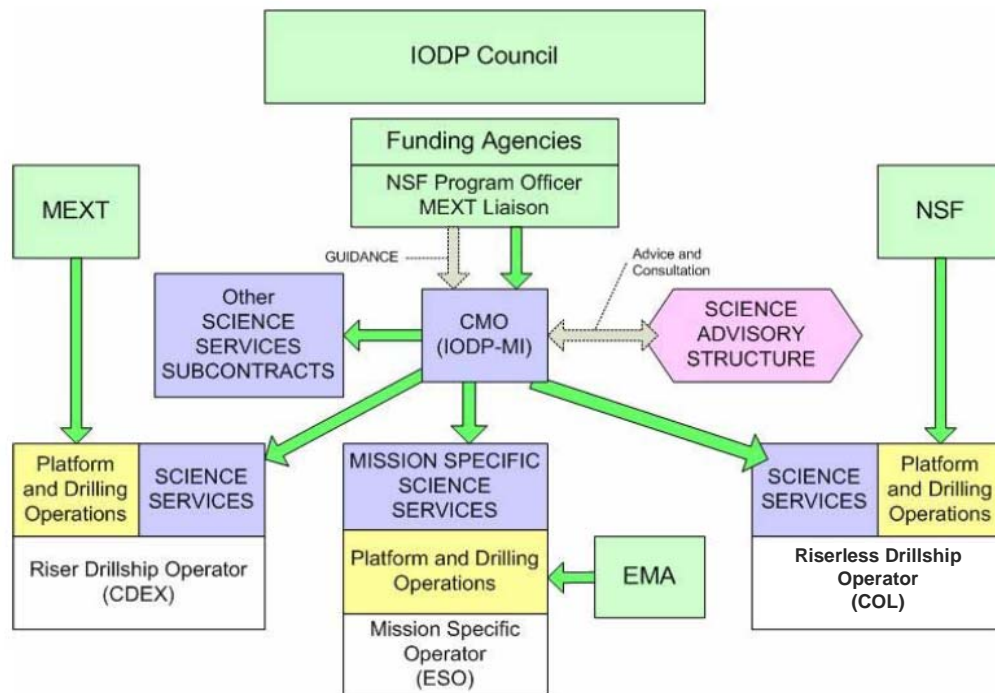 IODP Council
Funding Agencies
NSF Program Officer
MEXT Liaison
MEXT
NSF
GUIDANCE
Advice and
Consultation
Other
SCIENCE
SERVICES
SUBCONTRACTS
CMO
(IODP-MI)
SCIENCE
ADVISORY
STRUCTURE
Platform
and Drilling
Operations
SCIENCE
SERVICES
Riser Drillship Operator
(CDEX)
MISSION SPECIFIC
SCIENCE
SERVICES
Platform and Drilling
Operations
Mission Specific
Operator
(ESO)
EMA
SCIENCE
SERVICES
Platform
and Drilling
Operations
Riserless Drillship
Operator
(COL)